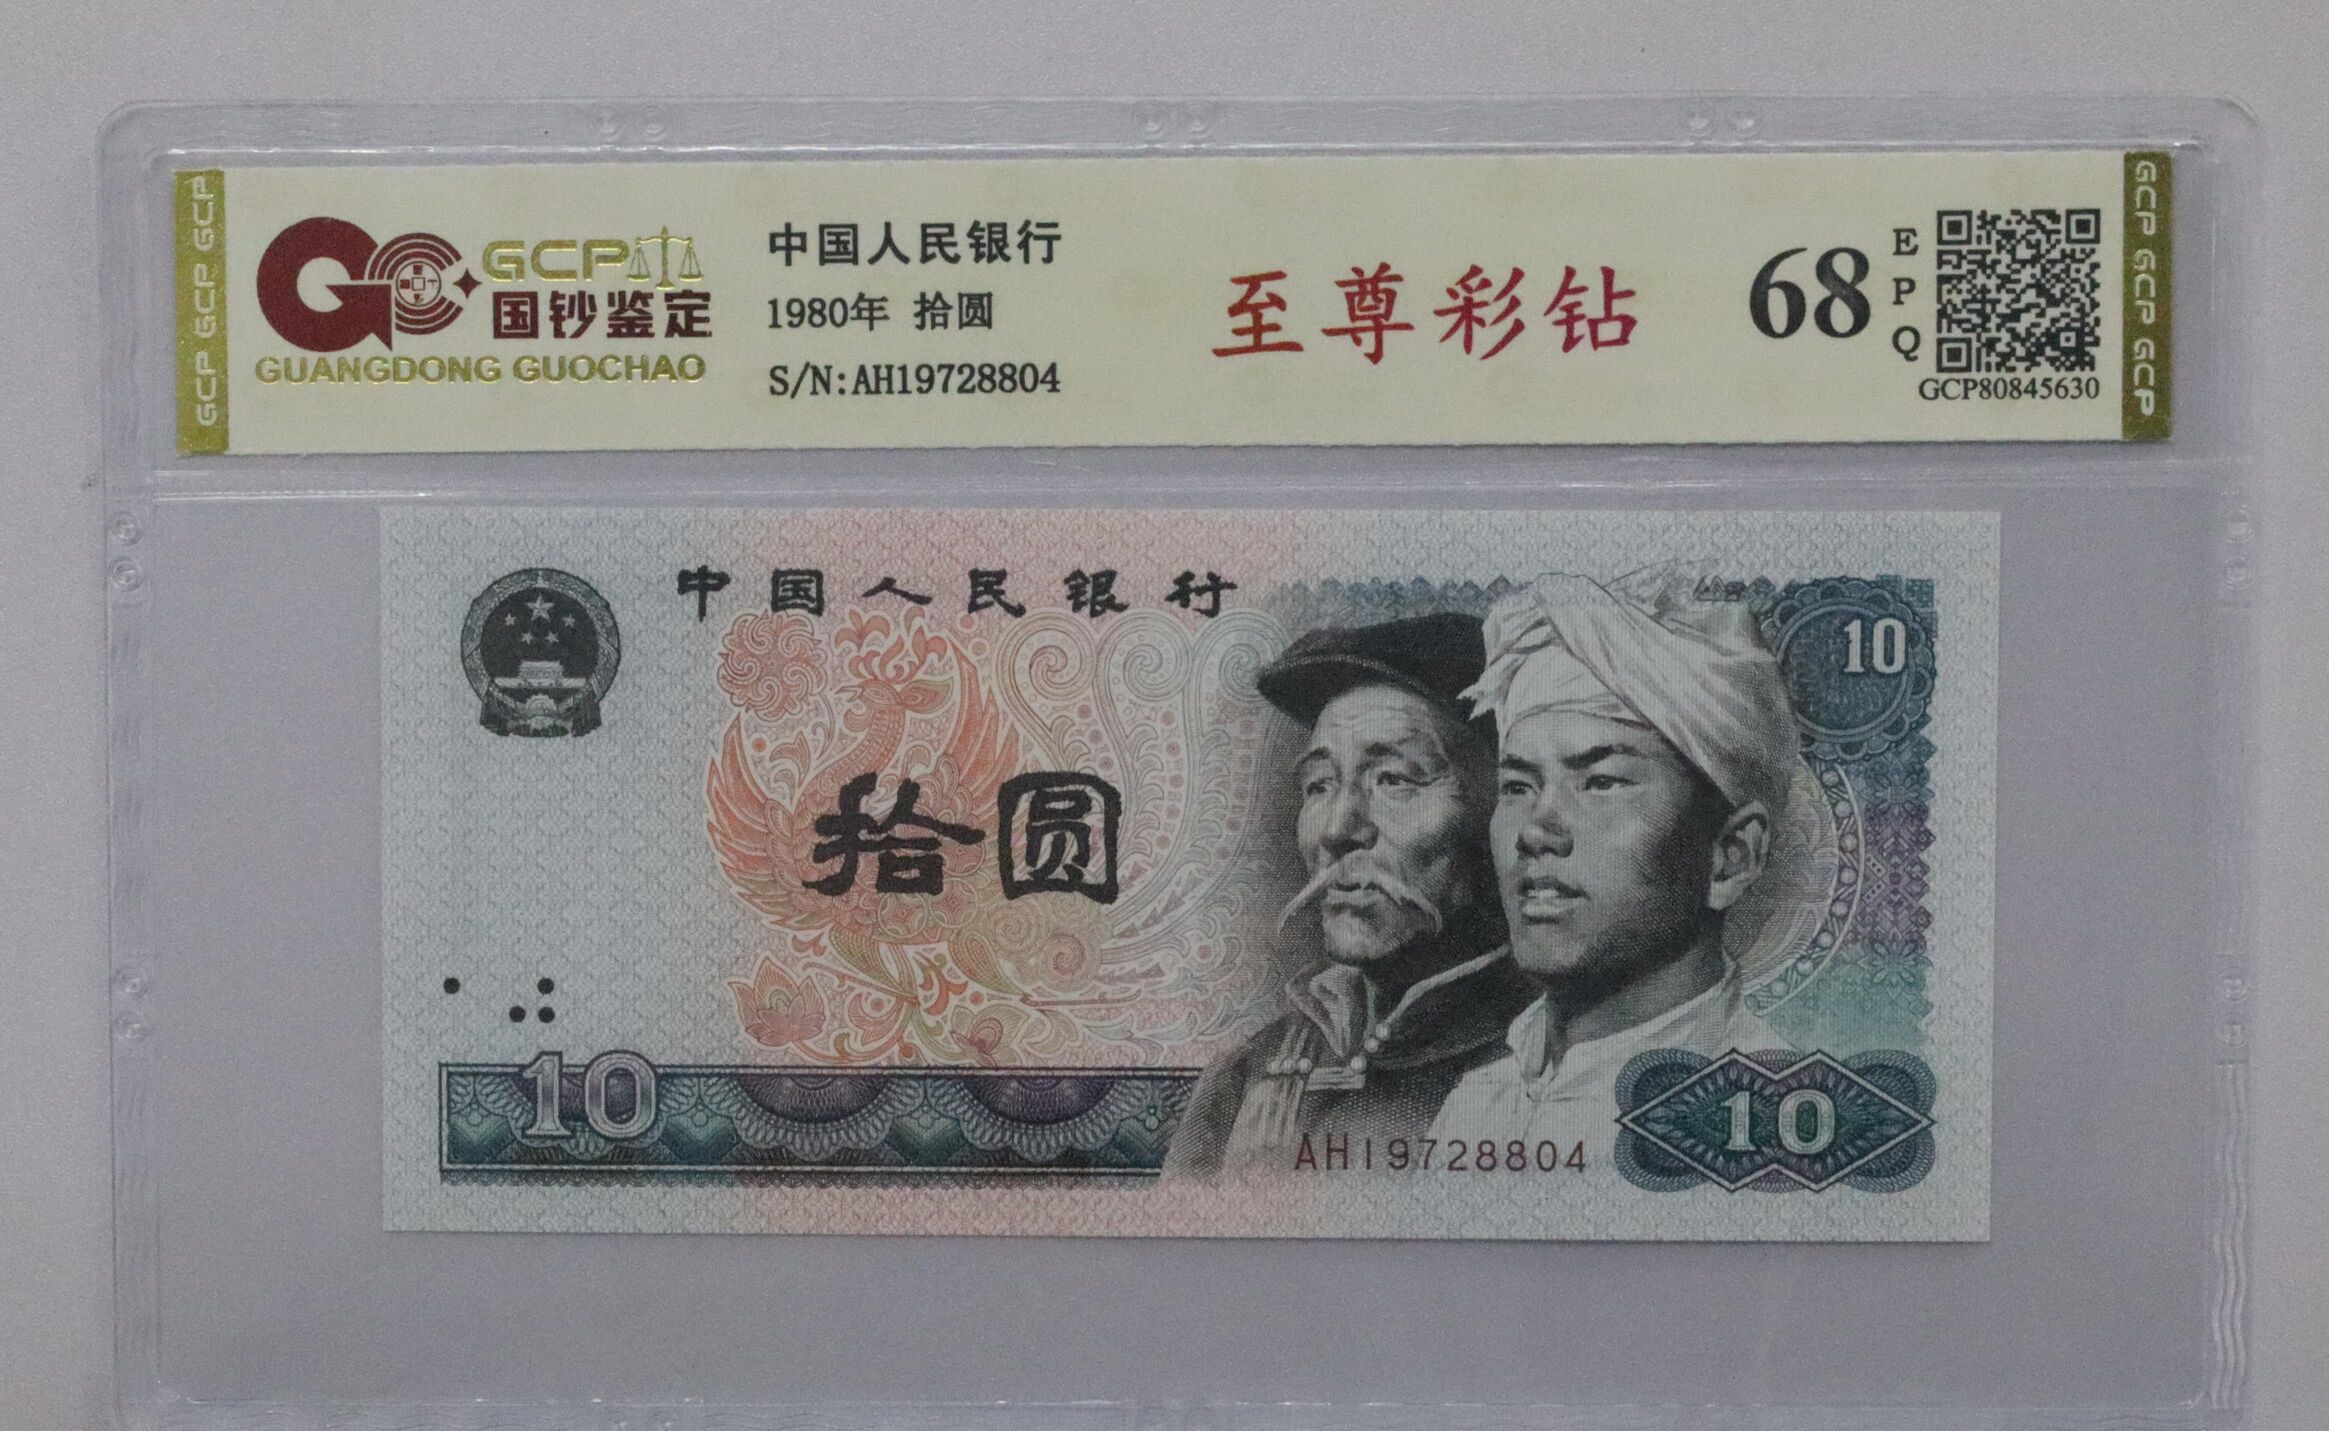 GCP
国钞鉴定
GUANGDONG GUOCHAO
中国人民银行
1980年 拾圆
S/N:AH19728804
至尊彩钻
68
EPQ
GCP80845630
GCP GCP GCP
GCP GCP GCP
中国人民银行
10
拾圆
10
AH19728804
10